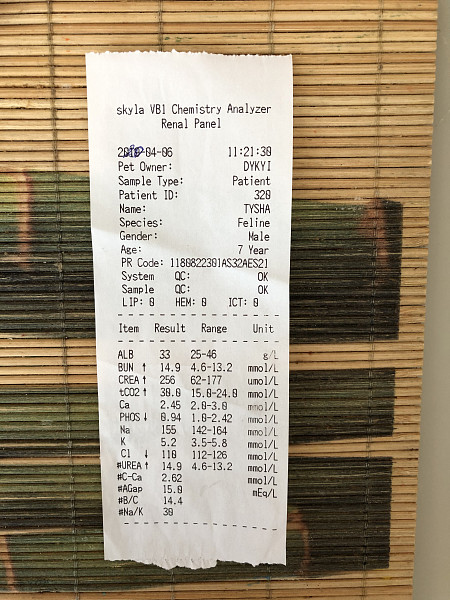 skyla VB1 Chemistry Analyzer
Renal Panel
-04-06 11:21:30
Pet Owner: DYKYI
Sample Type: Patient
Patient ID: 320
Name: TYSHA
Species: Feline
Gender: Male
Age: 7 Year
PR Code: 1180822301AS32AES21
System QC: OK
Sample QC: OK
LIP: 0 HEM: 0 ICT: 0
Item Result Range Unit
ALB 33 25-46 g/L
BUN ↑ 14.9 4.6-13.2 mmol/L
CREA ↑ 256 62-177 umol/L
tCO2 ↑ 30.0 15.0-24.0 mmol/L
Ca 2.45 2.0-3.0 mmol/L
PHOS ↓ 0.94 1.0-2.42 mmol/L
Na 155 142-164 mmol/L
K 5.2 3.5-5.8 mmol/L
Cl ↓ 110 112-126 mmol/L
#UREA ↑ 14.9 4.6-13.2 mmol/L
#C-Ca 2.62 mmol/L
#AGap 15.0 mEq/L
#B/C 14.4
#Na/K 30